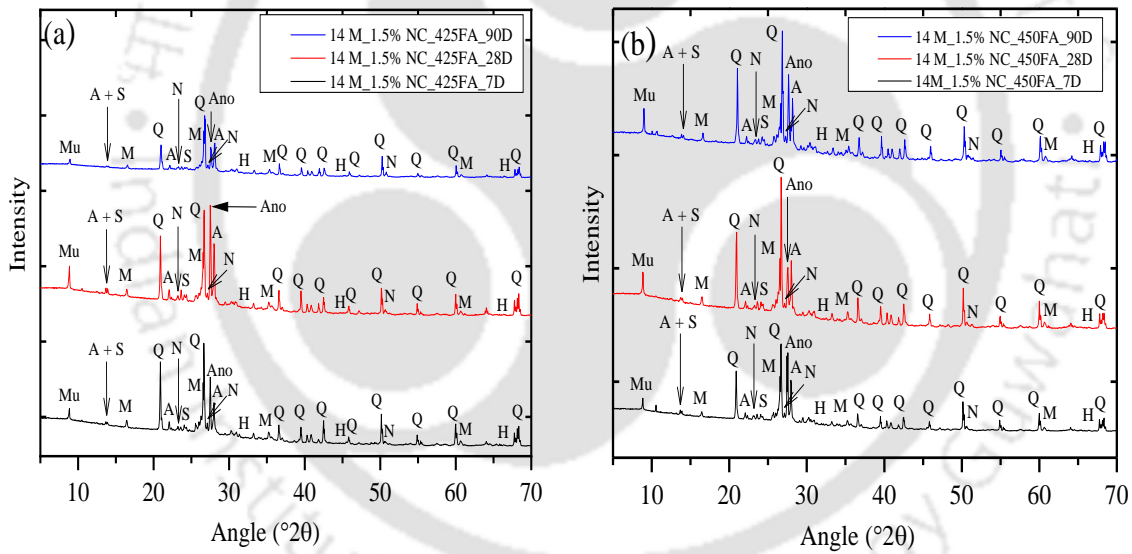 (a)
14 M_1.5% NC_425FA_90D
14 M_1.5% NC_425FA_28D
14 M_1.5% NC_425FA_7D
Mu A + S M Q A N S Q M Ano A N H M Q Q Q H Q Q N Q Q M H Q
Mu A + S M Q A N S Q M Ano A N H M Q Q Q H Q Q N Q Q M H Q
Mu A + S M Q A N S Q M Ano A N H M Q Q Q H Q Q N Q Q M H Q
Intensity
10 20 30 40 50 60 70
Angle (°2θ)
(b)
14 M_1.5% NC_450FA_90D
14 M_1.5% NC_450FA_28D
14M_1.5% NC_450FA_7D
Mu A + S M Q A N S Q M Ano A N H M Q Q Q H Q Q N Q Q M H Q
Mu A + S M Q A N S Q M Ano A N H M Q Q Q H Q Q N Q Q M H Q
Mu A + S M Q A N S Q M Ano A N H M Q Q Q H Q Q N Q Q M H Q
Intensity
10 20 30 40 50 60 70
Angle (°2θ)